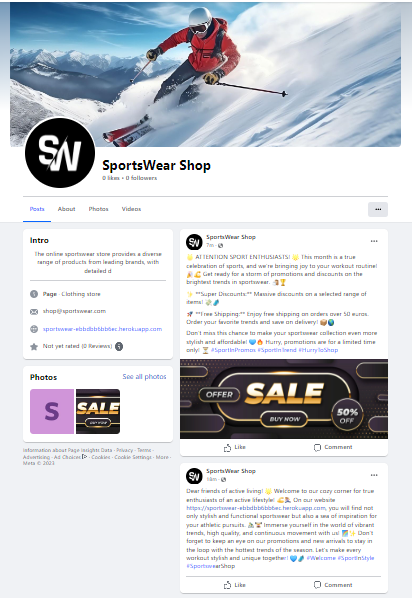 SW
SportsWear Shop
0 likes • 0 followers
Posts
About
Photos
Videos
Intro
The online sportswear store provides a diverse
range of products from leading brands, with
detailed d
Page · Clothing store
shop@sportswear.com
Not yet rated (0 Reviews)
Photos
See all photos
S
SALE
Information about Page Insights Data · Privacy · Terms ·
Advertising · Ad Choices · Cookies · Cookie Settings · More ·
Meta © 2023
SportsWear Shop
7m ·
🌟 ATTENTION SPORT ENTHUSIASTS! 🌟 This month is a true
celebration of sports, and we're bringing joy to your workout routine!
Get ready for a storm of promotions and discounts on the
brightest trends in sportswear.
**Super Discounts:** Massive discounts on a selected range of
items!
🚀 **Free Shipping:** Enjoy free shipping on orders over 50 euros.
Order your favorite trends and save on delivery!
Don't miss the chance to make your sportswear collection even more
stylish and affordable! Hurry, promotions are for a limited time
only! ⏳ #SportInPromos #SportInTrend #HurryToShop
OFFER
SALE
BUY NOW
50%
OFF
Like
Comment
SportsWear Shop
Dear friends of active living! 🌟 Welcome to our cozy corner for true
enthusiasts of an active lifestyle! On our website
you will find not
only stylish and functional sportswear but also a sea of inspiration for
your athletic pursuits. Immerse yourself in the world of vibrant
trends, high quality, and continuous movement with us! Don't
forget to keep an eye on our promotions and new arrivals to stay in
the loop with the hottest trends of the season. Let's make every
workout stylish and unique together! #Welcome #SportInStyle
#SportswearShop
Like
Comment